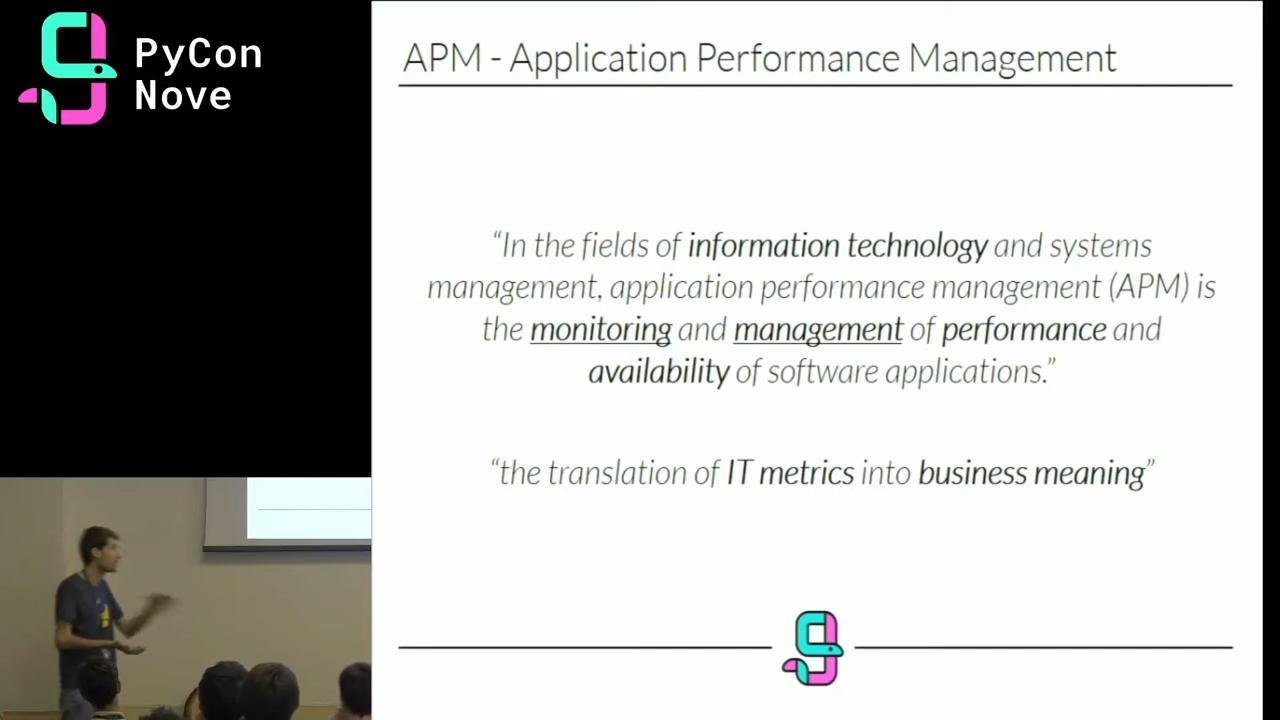 PyCon
Nove
APM - Application Performance Management
“In the fields of information technology and systems
management, application performance management (APM) is
the monitoring and management of performance and
availability of software applications.”
“the translation of IT metrics into business meaning”